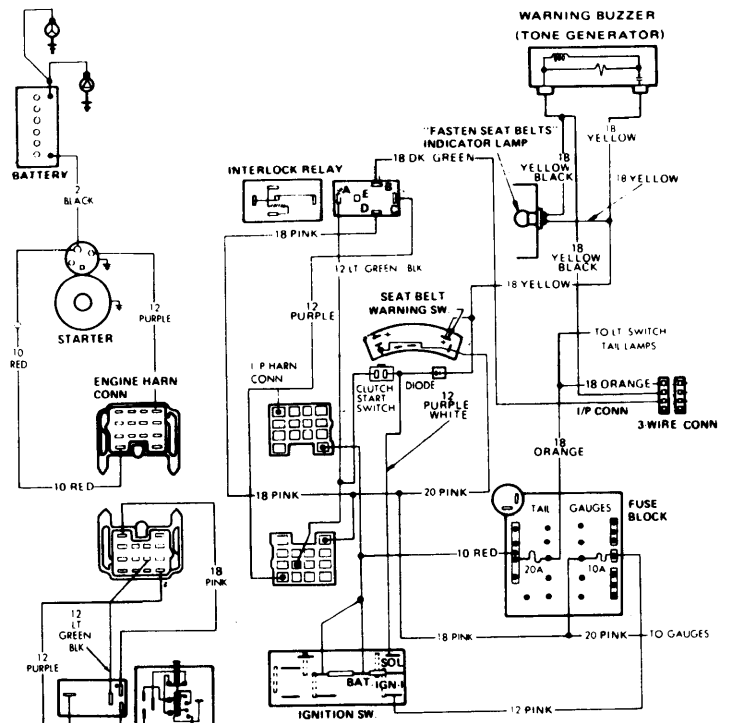 WARNING BUZZER
(TONE GENERATOR)
"FASTEN SEAT BELTS"
INDICATOR LAMP
18
YELLOW
18 DK GREEN
18
YELLOW
BLACK
18 YELLOW
INTERLOCK RELAY
A
B
E
D
BATTERY
2
BLACK
18 PINK
12 LT GREEN BLK
18
YELLOW
BLACK
18 YELLOW
SEAT BELT
WARNING SW.
12
PURPLE
12
PURPLE
STARTER
10
RED
TO LT SWITCH
TAIL LAMPS
I P HARN
CONN
CLUTCH
START
SWITCH
DIODE
12
PURPLE
WHITE
18 ORANGE
I/P CONN
3-WIRE CONN
ENGINE HARN
CONN
18
ORANGE
10 RED
18 PINK
20 PINK
TAIL
GAUGES
FUSE
BLOCK
10 RED
20A
10A
18
PINK
12
LT
GREEN
BLK
12
PURPLE
18 PINK
20 PINK
TO GAUGES
SOL
BAT.
IGN-I
IGNITION SW.
12 PINK